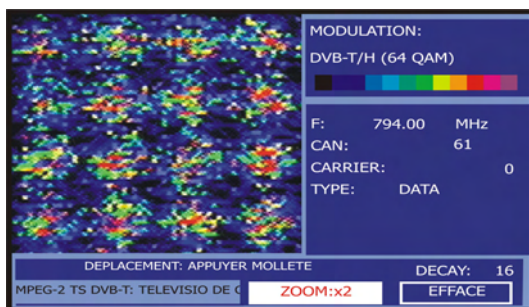 MODULATION:
DVB-T/H (64 QAM)
F: 794.00 MHz
CAN: 61
CARRIER: 0
TYPE: DATA
DEPLACEMENT: APPUYER MOLLETE
DECAY: 16
MPEG-2 TS DVB-T: TELEVISIO DE
ZOOM:x2
EFFACE